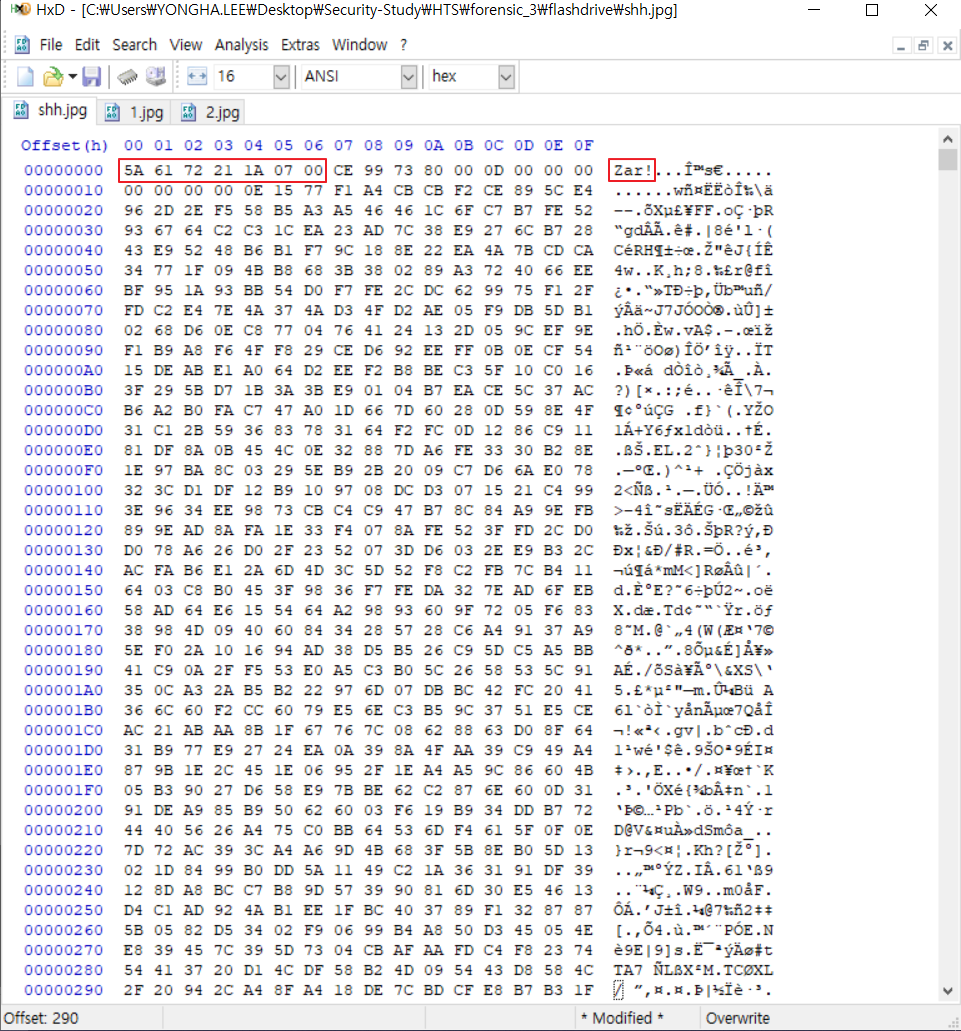 HxD - [C:₩Users₩YONGHA.LEE₩Desktop₩Security-Study₩HTS₩forensic_3₩flashdrive₩shh.jpg]
File Edit Search View Analysis Extras Window ?
16 ANSI hex
shh.jpg 1.jpg 2.jpg
Offset(h) 00 01 02 03 04 05 06 07 08 09 0A 0B 0C 0D 0E 0F
00000000 5A 61 72 21 1A 07 00 CE 99 73 80 00 0D 00 00 00 Zar!...Î™s€.....
00000010 00 00 00 00 0E 15 77 F1 A4 CB CB F2 CE 89 5C E4 ......wñ¤ËËòÎ‰\ä
00000020 96 2D 2E F5 58 B5 A3 A5 46 46 1C 6F C7 B7 FE 52 –-.õXµ£¥FF.oÇ·þR
00000030 93 67 64 C2 C3 1C EA 23 AD 7C 38 E9 27 6C B7 28 “gdÂÃ.ê#.|8é'l·(
00000040 43 E9 52 48 B6 B1 F7 9C 18 8E 22 EA 4A 7B CD CA CéRH¶±÷œ.Ž"êJ{ÍÊ
00000050 34 77 1F 09 4B B8 68 3B 38 02 89 A3 72 40 66 EE 4w..K¸h;8.‰£r@fî
00000060 BF 95 1A 93 BB 54 D0 F7 FE 2C DC 62 99 75 F1 2F ¿•.“»TÐ÷þ,Üb™uñ/
00000070 FD C2 E4 7E 4A 37 4A D3 4F D2 AE 05 F9 DB 5D B1 ýÂä~J7JÓOÒ®.ùÛ]±
00000080 02 68 D6 0E C8 77 04 76 41 24 13 2D 05 9C EF 9E .hÖ.Èw.vA$.-.œïž
00000090 F1 B9 A8 F6 4F F8 29 CE D6 92 EE FF 0B 0E CF 54 ñ¹¨öOø)ÎÖ’îÿ..ÏT
000000A0 15 DE AB E1 A0 64 D2 EE F2 B8 BE C3 5F 10 C0 16 .Þ«á dÒîò¸¾Ã_.À.
000000B0 3F 29 5B D7 1B 3A 3B E9 01 04 B7 EA CE 5C 37 AC ?)[×.:;é..·êÎ\7¬
000000C0 B6 A2 B0 FA C7 47 A0 1D 66 7D 60 28 0D 59 8E 4F ¶¢°úÇG .f}`(.YŽO
000000D0 31 C1 2B 59 36 83 78 31 64 F2 FC 0D 12 86 C9 11 1Á+Y6ƒx1dòü..†É.
000000E0 81 DF 8A 0B 45 4C 0E 32 88 7D A6 FE 33 30 B2 8E .ßŠ.EL.2ˆ}¦þ30²Ž
000000F0 1E 97 BA 8C 03 29 5E B9 2B 20 09 C7 D6 6A E0 78 .—ºŒ.)^¹+ .ÇÖjàx
00000100 32 3C D1 DF 12 B9 10 97 08 DC D3 07 15 21 C4 99 2<Ñß.¹.—.ÜÓ..!Ä™
00000110 3E 96 34 EE 98 73 CB C4 C9 47 B7 8C 84 A9 9E FB >–4î˜sËÄÉG·Œ„©žû
00000120 89 9E AD 8A FA 1E 33 F4 07 8A FE 52 3F FD 2C D0 ‰ž.Šú.3ô.ŠþR?ý,Ð
00000130 D0 78 A6 26 D0 2F 23 52 07 3D D6 03 2E E9 B3 2C Ðx¦&Ð/#R.=Ö..é³,
00000140 AC FA B6 E1 2A 6D 4D 3C 5D 52 F8 C2 FB 7C B4 11 ¬ú¶á*mM<]RøÂû|´.
00000150 64 03 C8 B0 45 3F 98 36 F7 FE DA 32 7E AD 6F EB d.È°E?˜6÷þÚ2~.oë
00000160 58 AD 64 E6 15 54 64 A2 98 93 60 9F 72 05 F6 83 X.dæ.Td¢˜“`Ÿr.öƒ
00000170 38 98 4D 09 40 60 84 34 28 57 28 C6 A4 91 37 A9 8˜M.@`„4(W(Æ¤‘7©
00000180 5E F0 2A 10 16 94 AD 38 D5 B5 26 C9 5D C5 A5 BB ^ð*..”.8Õµ&É]Å¥»
00000190 41 C9 0A 2F F5 53 E0 A5 C3 B0 5C 26 58 53 5C 91 AÉ./õSà¥Ã°\&XS\‘
000001A0 35 0C A3 2A B5 B2 22 97 6D 07 DB BC 42 FC 20 41 5.£*µ²"—m.Û¼Bü A
000001B0 36 6C 60 F2 CC 60 79 E5 6E C3 B5 9C 37 51 E5 CE 6l`òÌ`yånÃµœ7QåÎ
000001C0 AC 21 AB AA 8B 1F 67 76 7C 08 62 88 63 D0 8F 64 ¬!«ª‹.gv|.bˆcÐ.d
000001D0 31 B9 77 E9 27 24 EA 0A 39 8A 4F AA 39 C9 49 A4 1¹wé'$ê.9ŠOª9ÉI¤
000001E0 87 9B 1E 2C 45 1E 06 95 2F 1E A4 A5 9C 86 60 4B ‡›.,E..•/.¤¥œ†`K
000001F0 05 B3 90 27 D6 58 E9 7B BE 62 C2 87 6E 60 0D 31 .³.'ÖXé{¾bÂ‡n`.1
00000200 91 DE A9 85 B9 50 62 60 03 F6 19 B9 34 DD B7 72 ‘Þ©…¹Pb`.ö.¹4Ý·r
00000210 44 40 56 26 A4 75 C0 BB 64 53 6D F4 61 5F 0F 0E D@V&¤uÀ»dSmôa_..
00000220 7D 72 AC 39 3C A4 A6 9D 4B 68 3F 5B 8E B0 5D 13 }r¬9<¤¦.Kh?[Ž°].
00000230 02 1D 84 99 B0 DD 5A 11 49 C2 1A 36 31 91 DF 39 ..„™°ÝZ.IÂ.61‘ß9
00000240 12 8D A8 BC C7 B8 9D 57 39 90 81 6D 30 E5 46 13 ..¨¼Ç¸.W9..m0åF.
00000250 D4 C1 AD 92 4A B1 EE 1F BC 40 37 89 F1 32 87 87 ÔÁ.’J±î.¼@7‰ñ2‡‡
00000260 5B 05 82 D5 34 02 F9 06 99 B4 A8 50 D3 45 05 4E [.‚Õ4.ù.™´¨PÓE.N
00000270 E8 39 45 7C 39 5D 73 04 CB AF AA FD C4 F8 23 74 è9E|9]s.Ë¯ªýÄø#t
00000280 54 41 37 20 D1 4C DF 58 B2 4D 09 54 43 D8 58 4C TA7 ÑLßX²M.TCØXL
00000290 2F 20 94 2C A4 8F A4 18 DE 7C BD CF E8 B7 B3 1F / ”,¤.¤.Þ|½Ïè·³.
Offset: 290 * Modified * Overwrite